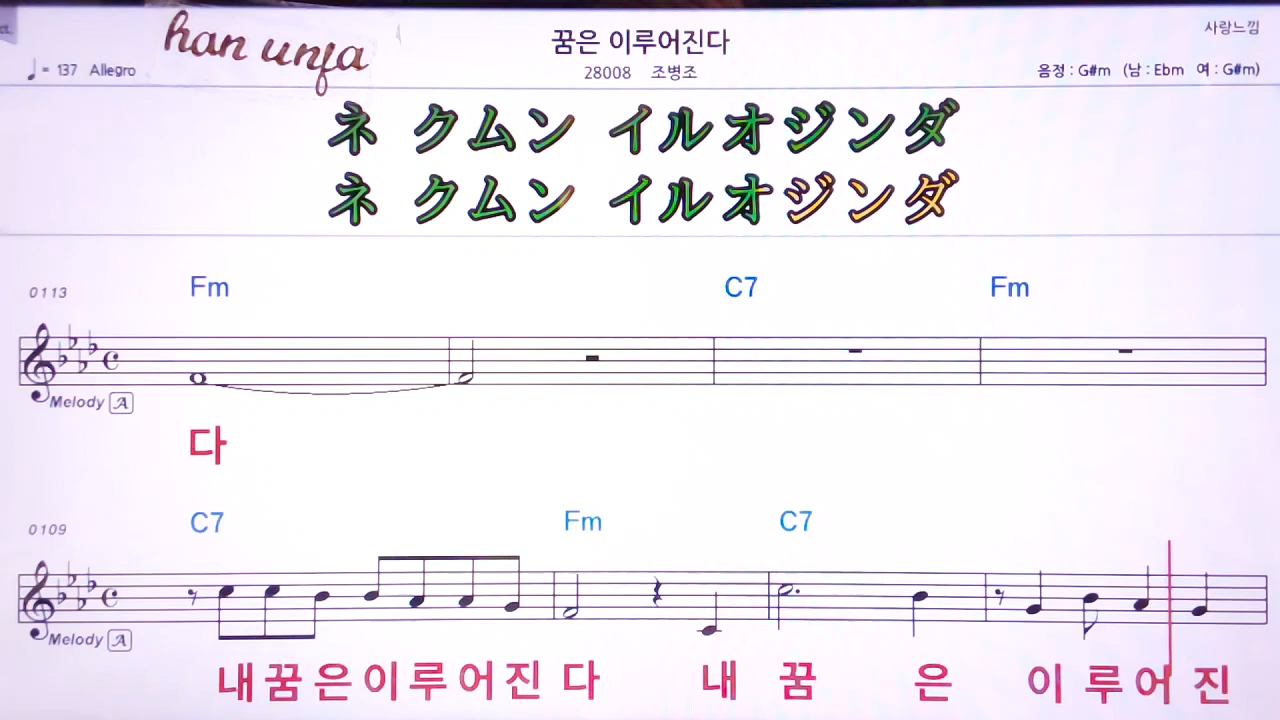 ct.
han unfa
꿈은 이루어진다
사랑느낌
♩= 137 Allegro
28008 조병조
음정 : G#m (남 : Ebm 여 : G#m)
ネ クムン イルオジンダ
ネ クムン イルオジンダ
0113
Fm C7 Fm
Melody A
다
0109
C7 Fm C7
Melody A
내 꿈 은 이 루 어 진 다 내 꿈 은 이 루 어 진